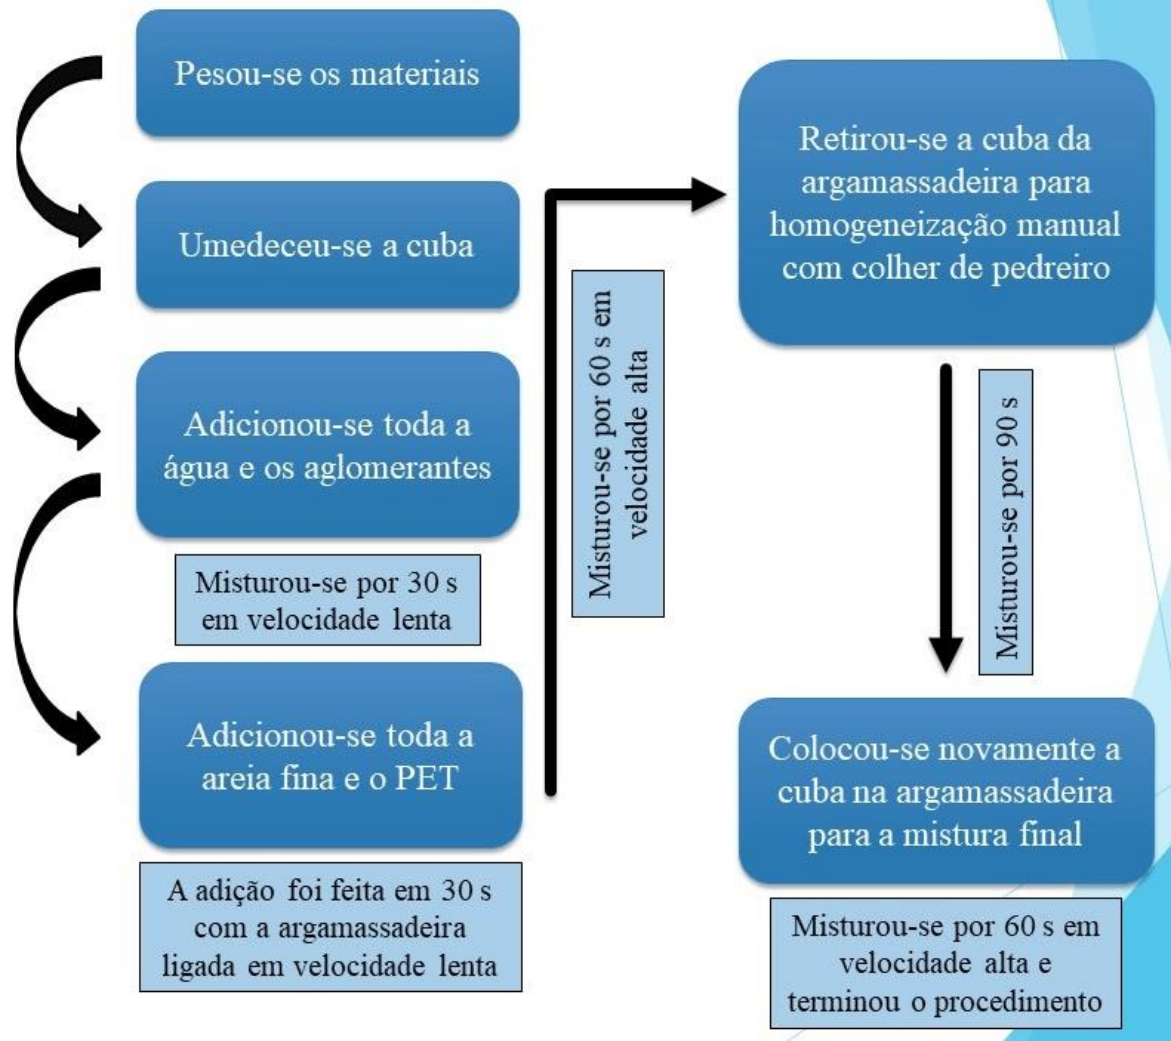 Pesou-se os materiais
Umedeceu-se a cuba
Adicionou-se toda a
água e os aglomerantes
Misturou-se por 30 s
em velocidade lenta
Adicionou-se toda a
areia fina e o PET
A adição foi feita em 30 s
com a argamassadeira
ligada em velocidade lenta
Misturou-se por 60 s em
velocidade alta
Retirou-se a cuba da
argamassadeira para
homogeneização manual
com colher de pedreiro
Misturou-se por 90 s
Colocou-se novamente a
cuba na argamassadeira
para a mistura final
Misturou-se por 60 s em
velocidade alta e
terminou o procedimento